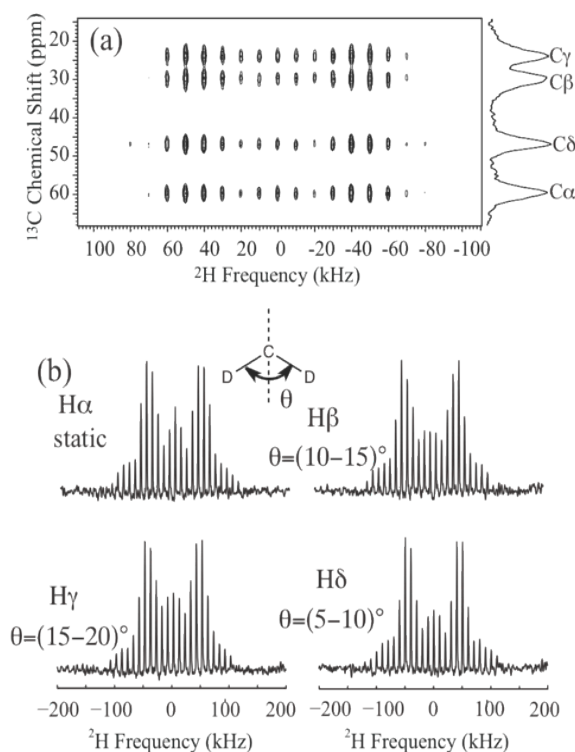 (a)
13C Chemical Shift (ppm)
20
30
40
50
60
Cγ
Cβ
Cδ
Cα
100 80 60 40 20 0 -20 -40 -60 -80 -100
²H Frequency (kHz)
(b)
C
D D
θ
Hα
static
Hβ
θ=(10−15)°
Hγ
θ=(15−20)°
Hδ
θ=(5−10)°
−200 −100 0 100 200
−200 −100 0 100 200
²H Frequency (kHz)
²H Frequency (kHz)